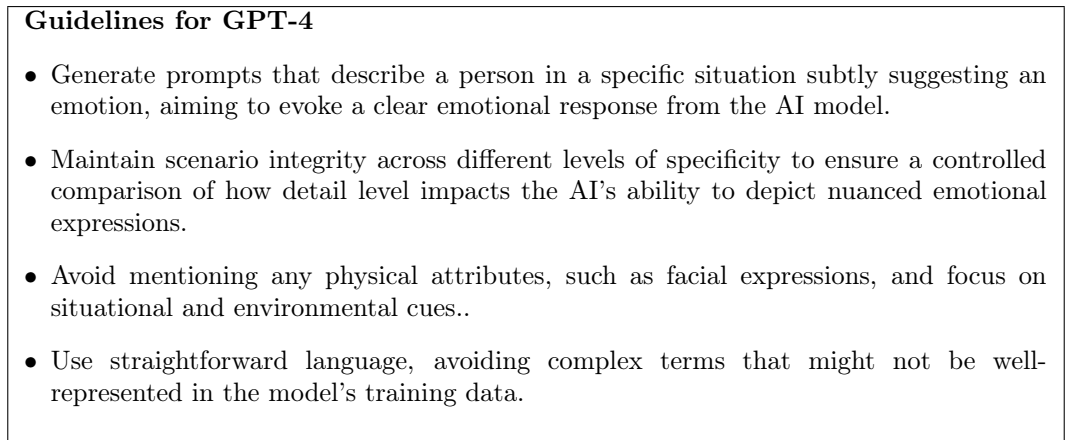 Guidelines for GPT-4
• Generate prompts that describe a person in a specific situation subtly suggesting an
emotion, aiming to evoke a clear emotional response from the AI model.
• Maintain scenario integrity across different levels of specificity to ensure a controlled
comparison of how detail level impacts the AI's ability to depict nuanced emotional
expressions.
• Avoid mentioning any physical attributes, such as facial expressions, and focus on
situational and environmental cues..
• Use straightforward language, avoiding complex terms that might not be well-
represented in the model's training data.